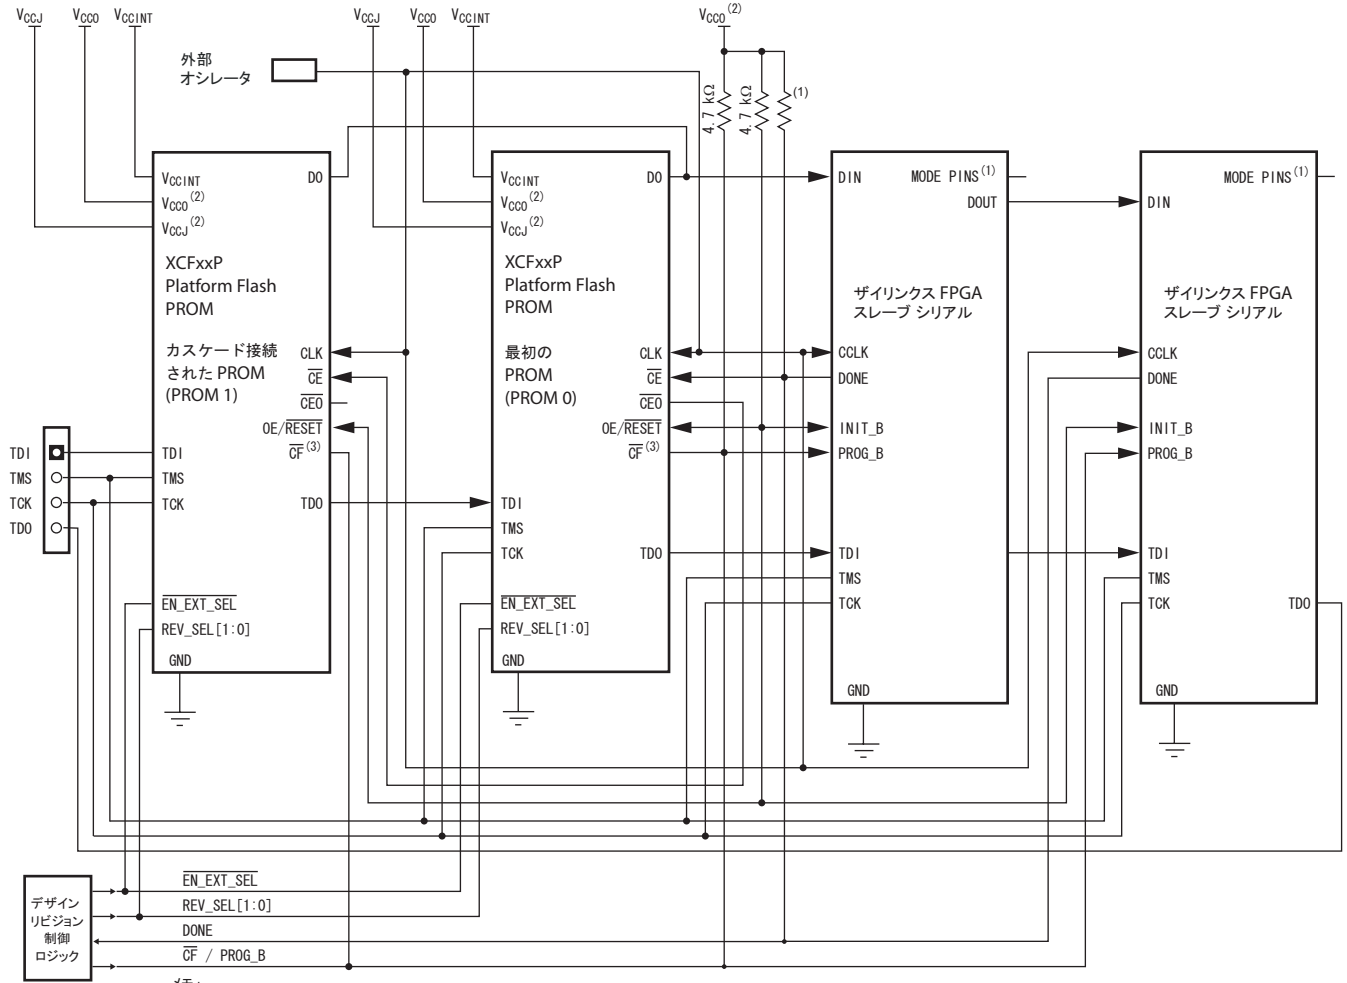 VCCJ VCCO VCCINT
VCCJ VCCO VCCINT
VCCO(2)
外部
オシレータ
4.7 kΩ
4.7 kΩ
(1)
VCCINT
VCCO(2)
VCCJ(2)
DO
XCFxxP
Platform Flash
PROM
カスケード接続
された PROM
(PROM 1)
CLK
CE
CEO
OE/RESET
CF(3)
TDI
TMS
TCK
TDO
EN_EXT_SEL
REV_SEL[1:0]
GND
VCCINT
VCCO(2)
VCCJ(2)
DO
XCFxxP
Platform Flash
PROM
最初の
PROM
(PROM 0)
CLK
CE
CEO
OE/RESET
CF(3)
TDI
TMS
TCK
TDO
EN_EXT_SEL
REV_SEL[1:0]
GND
DIN
MODE PINS(1)
DOUT
ザイリンクス FPGA
スレーブ シリアル
CCLK
DONE
INIT_B
PROG_B
TDI
TMS
TCK
GND
MODE PINS(1)
DIN
ザイリンクス FPGA
スレーブ シリアル
CCLK
DONE
INIT_B
PROG_B
TDI
TMS
TCK
TDO
GND
TDI
TMS
TCK
TDO
デザイン
リビジョン
制御
ロジック
EN_EXT_SEL
REV_SEL[1:0]
DONE
CF / PROG_B